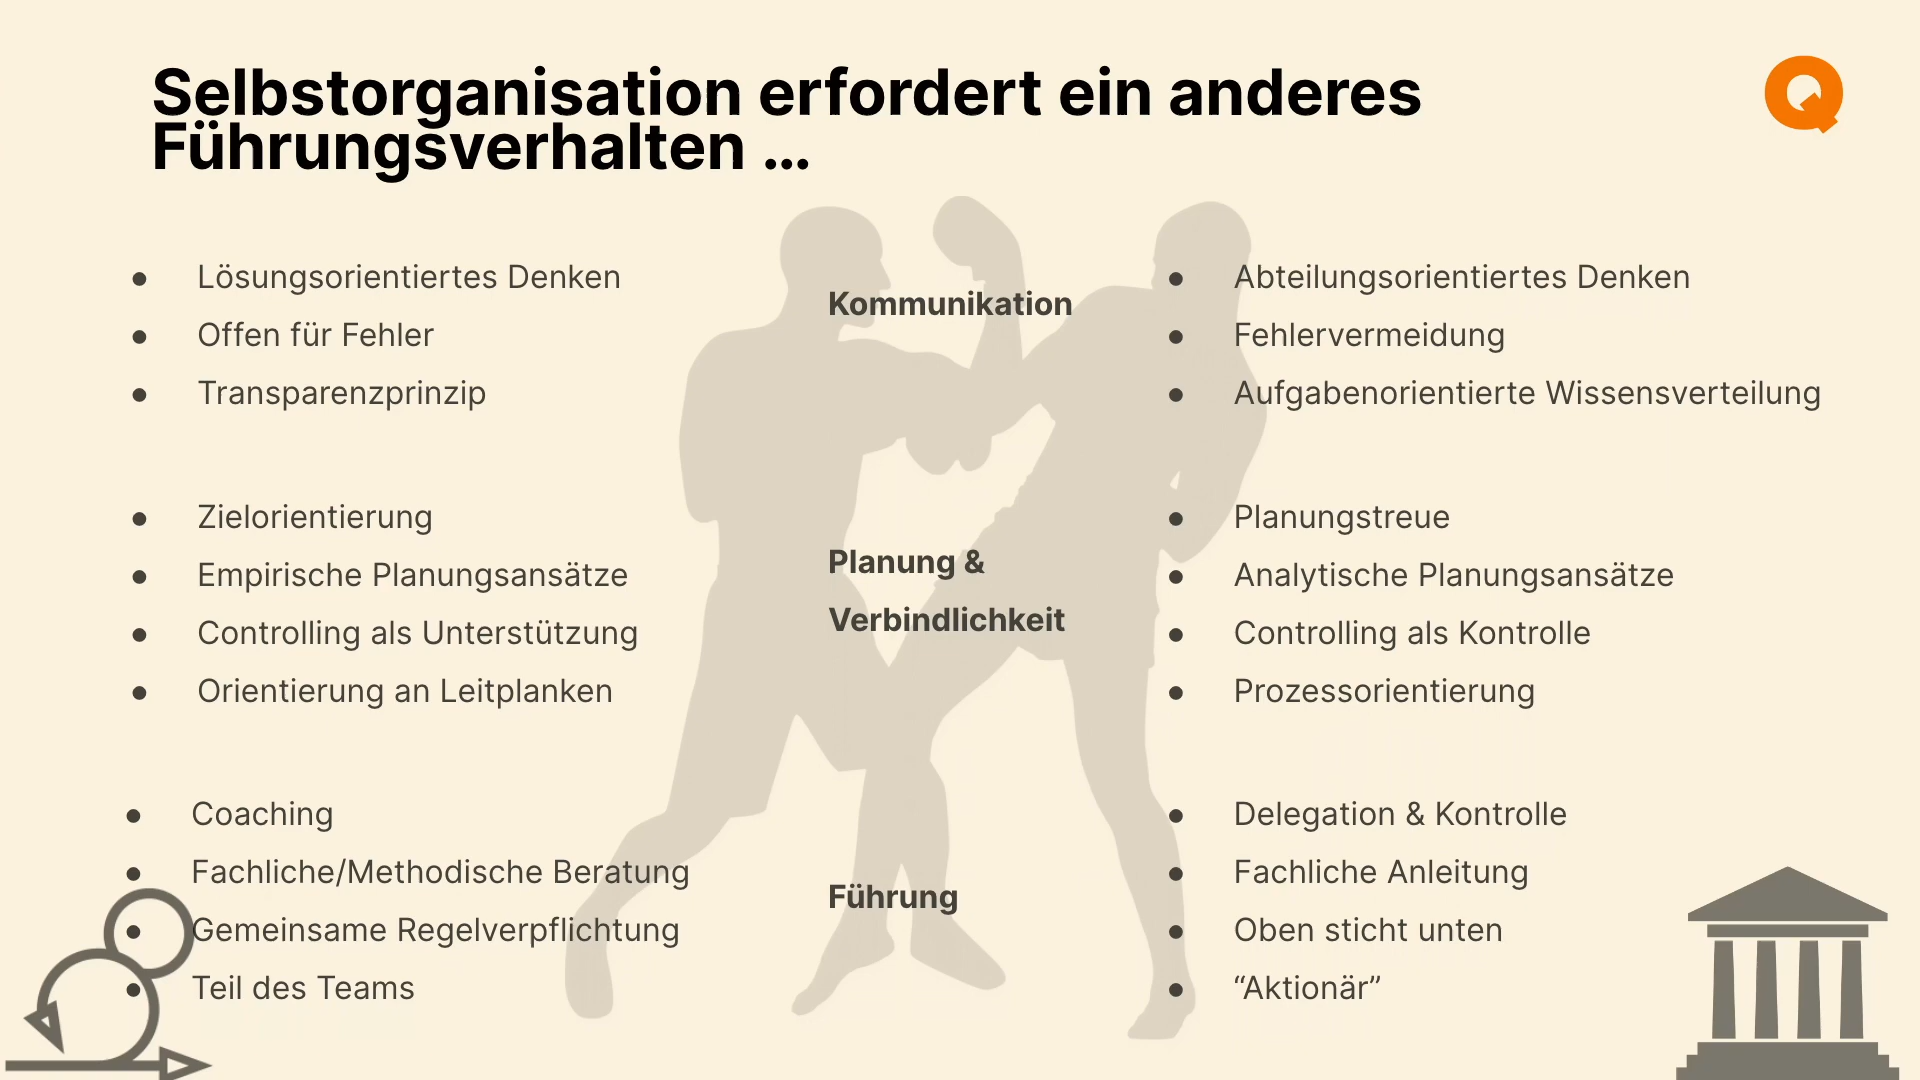 Selbstorganisation erfordert ein anderes
Führungsverhalten …
Q
• Lösungsorientiertes Denken
• Offen für Fehler
• Transparenzprinzip
Kommunikation
• Abteilungsorientiertes Denken
• Fehlervermeidung
• Aufgabenorientierte Wissensverteilung
• Zielorientierung
• Empirische Planungsansätze
• Controlling als Unterstützung
• Orientierung an Leitplanken
Planung &
Verbindlichkeit
• Planungstreue
• Analytische Planungsansätze
• Controlling als Kontrolle
• Prozessorientierung
• Coaching
• Fachliche/Methodische Beratung
• Gemeinsame Regelverpflichtung
• Teil des Teams
Führung
• Delegation & Kontrolle
• Fachliche Anleitung
• Oben sticht unten
• “Aktionär”